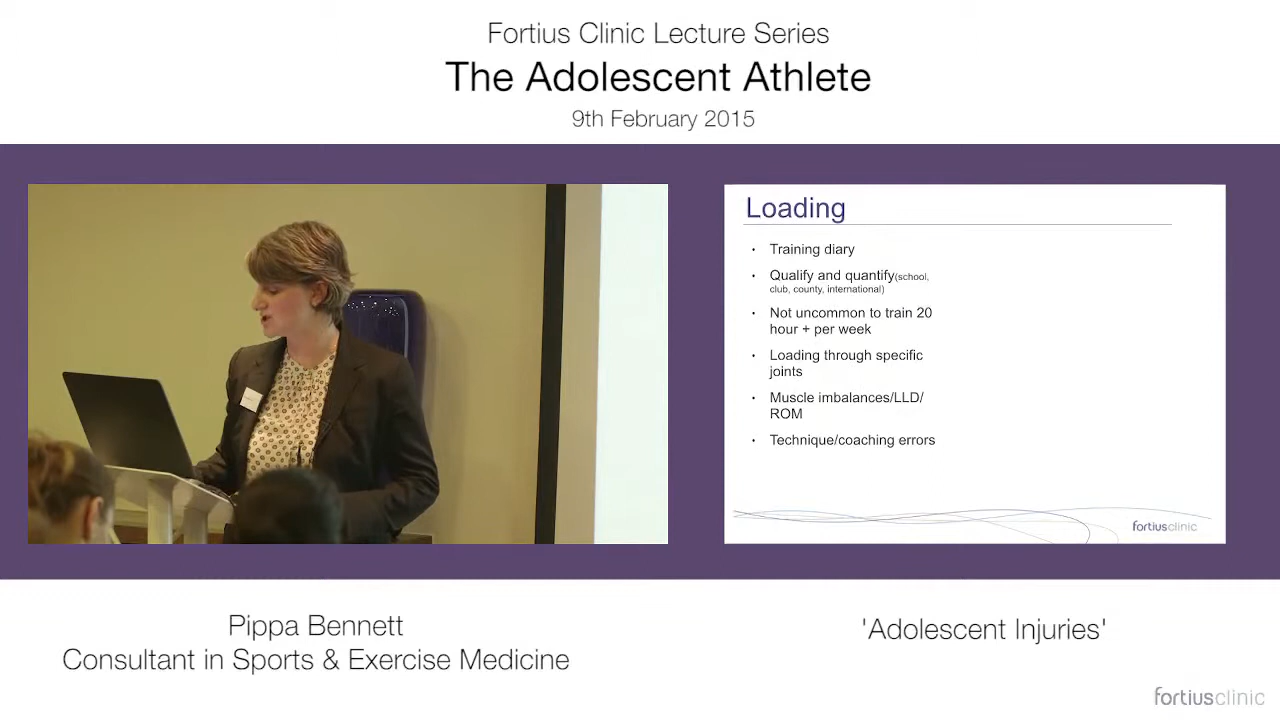 Fortius Clinic Lecture Series
The Adolescent Athlete
9th February 2015
Loading
• Training diary
• Qualify and quantify(school,
club, county, international)
• Not uncommon to train 20
hour + per week
• Loading through specific
joints
• Muscle imbalances/LLD/
ROM
• Technique/coaching errors
fortiusclinic
Pippa Bennett
Consultant in Sports & Exercise Medicine
'Adolescent Injuries'
fortiusclinic